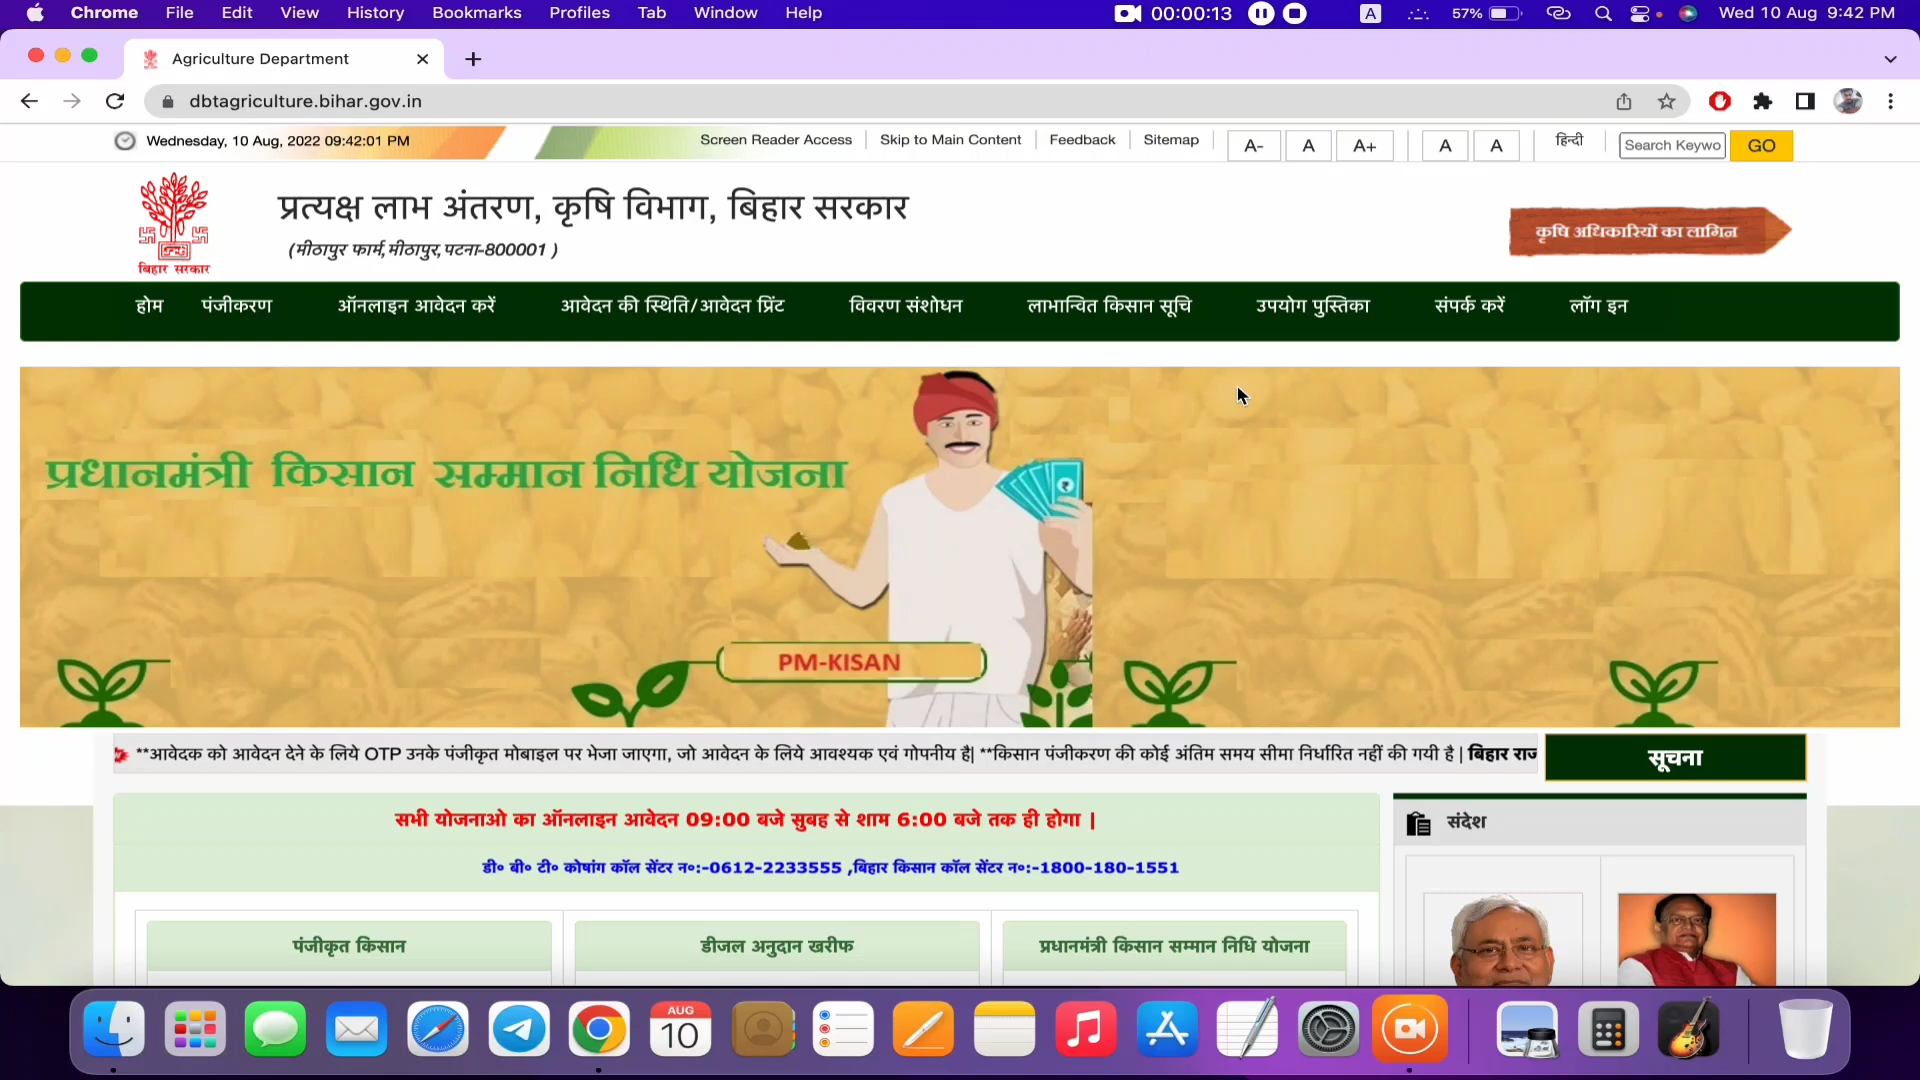 Chrome File Edit View History Bookmarks Profiles Tab Window Help 00:00:13 A 57% Wed 10 Aug 9:42 PM
Agriculture Department
dbtagriculture.bihar.gov.in
Wednesday, 10 Aug, 2022 09:42:01 PM Screen Reader Access Skip to Main Content Feedback Sitemap A- A A+ A A हिन्दी Search Keywo GO
प्रत्यक्ष लाभ अंतरण, कृषि विभाग, बिहार सरकार
कृषि अधिकारियों का लागिन
(मीठापुर फार्म,मीठापुर,पटना-800001 )
बिहार सरकार
होम पंजीकरण ऑनलाइन आवेदन करें आवेदन की स्थिति/आवेदन प्रिंट विवरण संशोधन लाभान्वित किसान सूचि उपयोग पुस्तिका संपर्क करें लॉग इन
प्रधानमंत्री किसान सम्मान निधि योजना
₹
PM-KISAN
**आवेदक को आवेदन देने के लिये OTP उनके पंजीकृत मोबाइल पर भेजा जाएगा, जो आवेदन के लिये आवश्यक एवं गोपनीय है| **किसान पंजीकरण की कोई अंतिम समय सीमा निर्धारित नहीं की गयी है | बिहार राज सूचना
सभी योजनाओ का ऑनलाइन आवेदन 09:00 बजे सुबह से शाम 6:00 बजे तक ही होगा | संदेश
डी० बी० टी० कोषांग कॉल सेंटर न०:-0612-2233555 ,बिहार किसान कॉल सेंटर न०:-1800-180-1551
पंजीकृत किसान डीजल अनुदान खरीफ प्रधानमंत्री किसान सम्मान निधि योजना
AUG
10